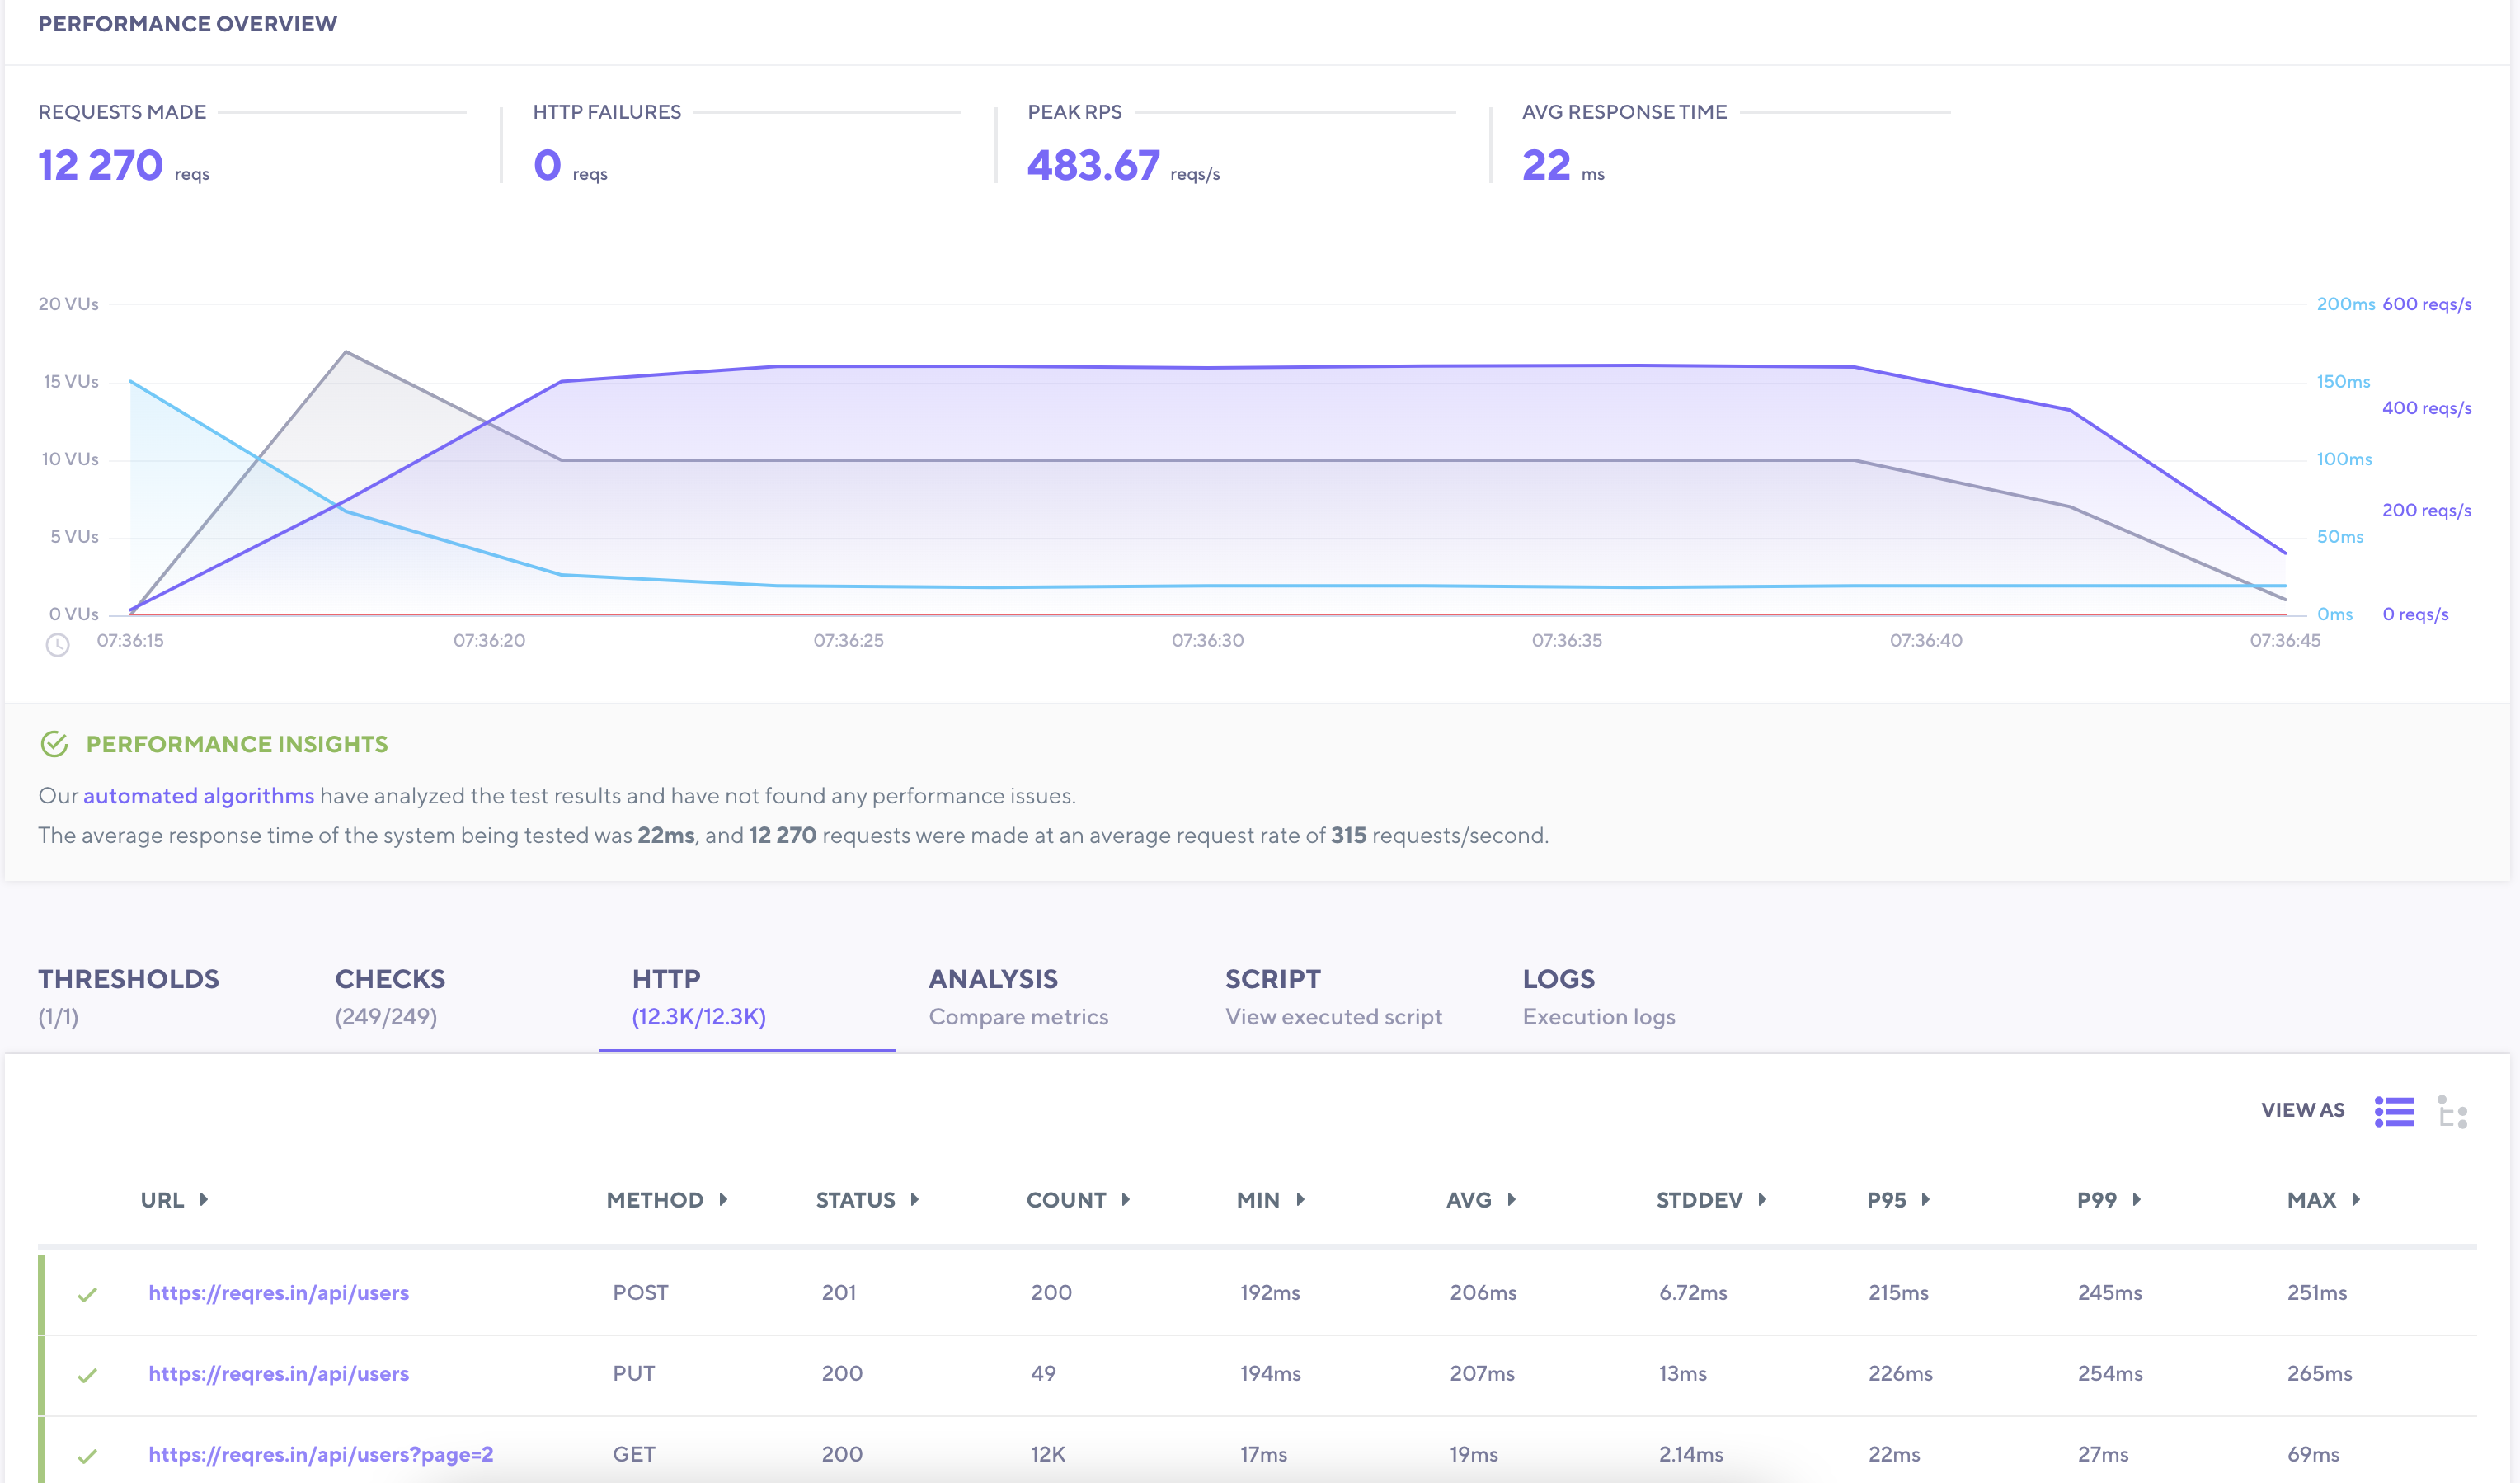 PERFORMANCE OVERVIEW
REQUESTS MADE HTTP FAILURES PEAK RPS AVG RESPONSE TIME
12 270 reqs 0 reqs 483.67 reqs/s 22 ms
20 VUs 200ms 600 reqs/s
15 VUs 150ms
400 reqs/s
10 VUs 100ms
200 reqs/s
5 VUs 50ms
0 VUs 0ms 0 reqs/s
07:36:15 07:36:20 07:36:25 07:36:30 07:36:35 07:36:40 07:36:45
PERFORMANCE INSIGHTS
Our automated algorithms have analyzed the test results and have not found any performance issues.
The average response time of the system being tested was 22ms, and 12 270 requests were made at an average request rate of 315 requests/second.
THRESHOLDS CHECKS HTTP ANALYSIS SCRIPT LOGS
(1/1) (249/249) (12.3K/12.3K) Compare metrics View executed script Execution logs
VIEW AS
URL METHOD STATUS COUNT MIN AVG STDDEV P95 P99 MAX
https://reqres.in/api/users POST 201 200 192ms 206ms 6.72ms 215ms 245ms 251ms
https://reqres.in/api/users PUT 200 49 194ms 207ms 13ms 226ms 254ms 265ms
https://reqres.in/api/users?page=2 GET 200 12K 17ms 19ms 2.14ms 22ms 27ms 69ms